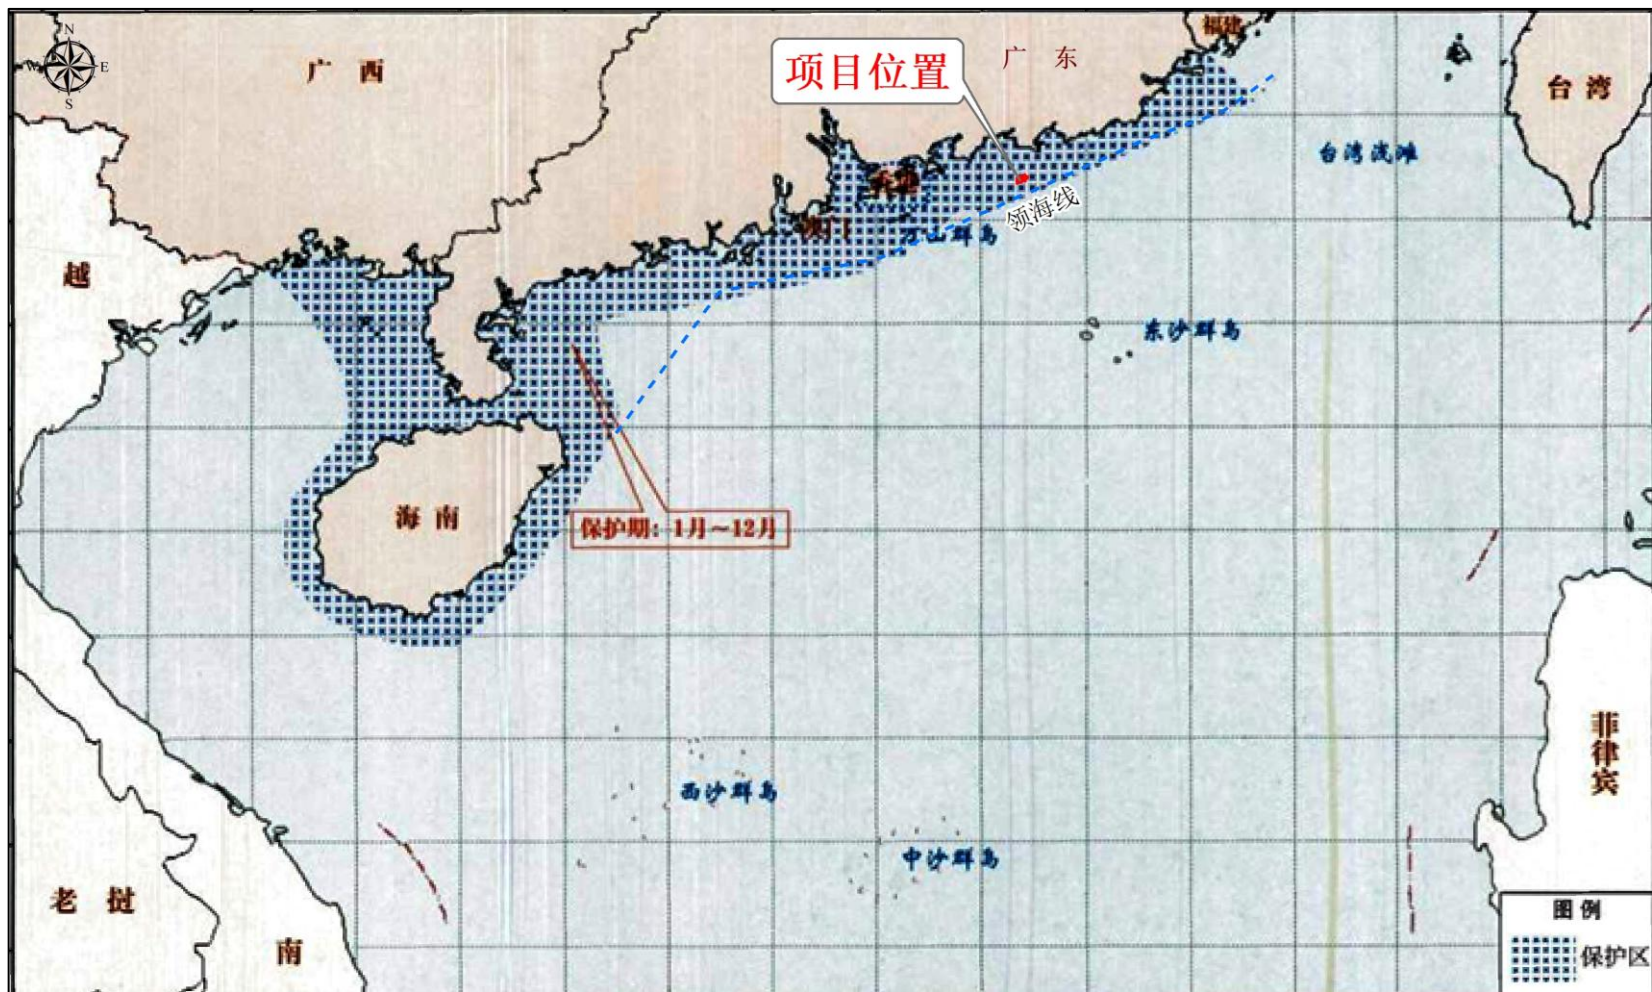 N
W
E
S
广 西
项目位置
广 东
福建
台湾
台湾浅滩
香港
澳门
领海线
万山群岛
越
东沙群岛
海 南
保护期：1月～12月
菲律宾
西沙群岛
中沙群岛
老 挝
南
图 例
保护区